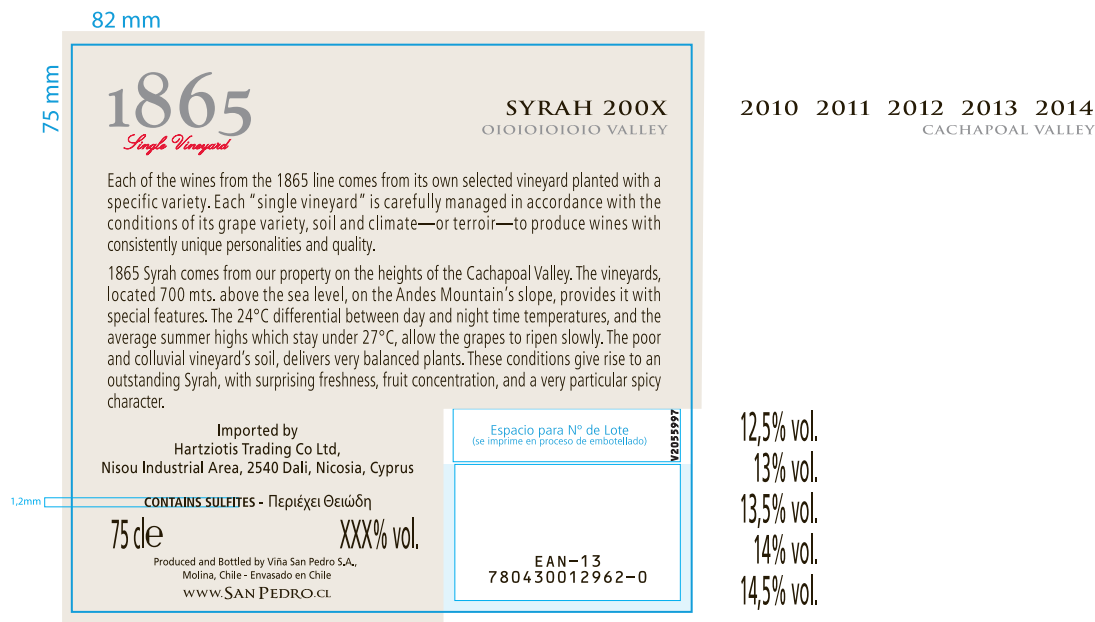 82 mm
75 mm
1865
Single Vineyard
SYRAH 200X
OIOIOIOIOIO VALLEY
2010 2011 2012 2013 2014
CACHAPOAL VALLEY
Each of the wines from the 1865 line comes from its own selected vineyard planted with a
specific variety. Each “single vineyard” is carefully managed in accordance with the
conditions of its grape variety, soil and climate—or terroir—to produce wines with
consistently unique personalities and quality.
1865 Syrah comes from our property on the heights of the Cachapoal Valley. The vineyards,
located 700 mts. above the sea level, on the Andes Mountain’s slope, provides it with
special features. The 24°C differential between day and night time temperatures, and the
average summer highs which stay under 27°C, allow the grapes to ripen slowly. The poor
and colluvial vineyard’s soil, delivers very balanced plants. These conditions give rise to an
outstanding Syrah, with surprising freshness, fruit concentration, and a very particular spicy
character.
Imported by
Hartziotis Trading Co Ltd,
Nisou Industrial Area, 2540 Dali, Nicosia, Cyprus
1,2mm
CONTAINS SULFITES - Περιέχει Θειώδη
75 cl℮
XXX% vol.
Produced and Bottled by Viña San Pedro S.A.,
Molina, Chile - Envasado en Chile
WWW.SAN PEDRO.CL
Espacio para Nº de Lote
(se imprime en proceso de embotellado)
V2055997
EAN-13
780430012962-0
12,5% vol.
13% vol.
13,5% vol.
14% vol.
14,5% vol.